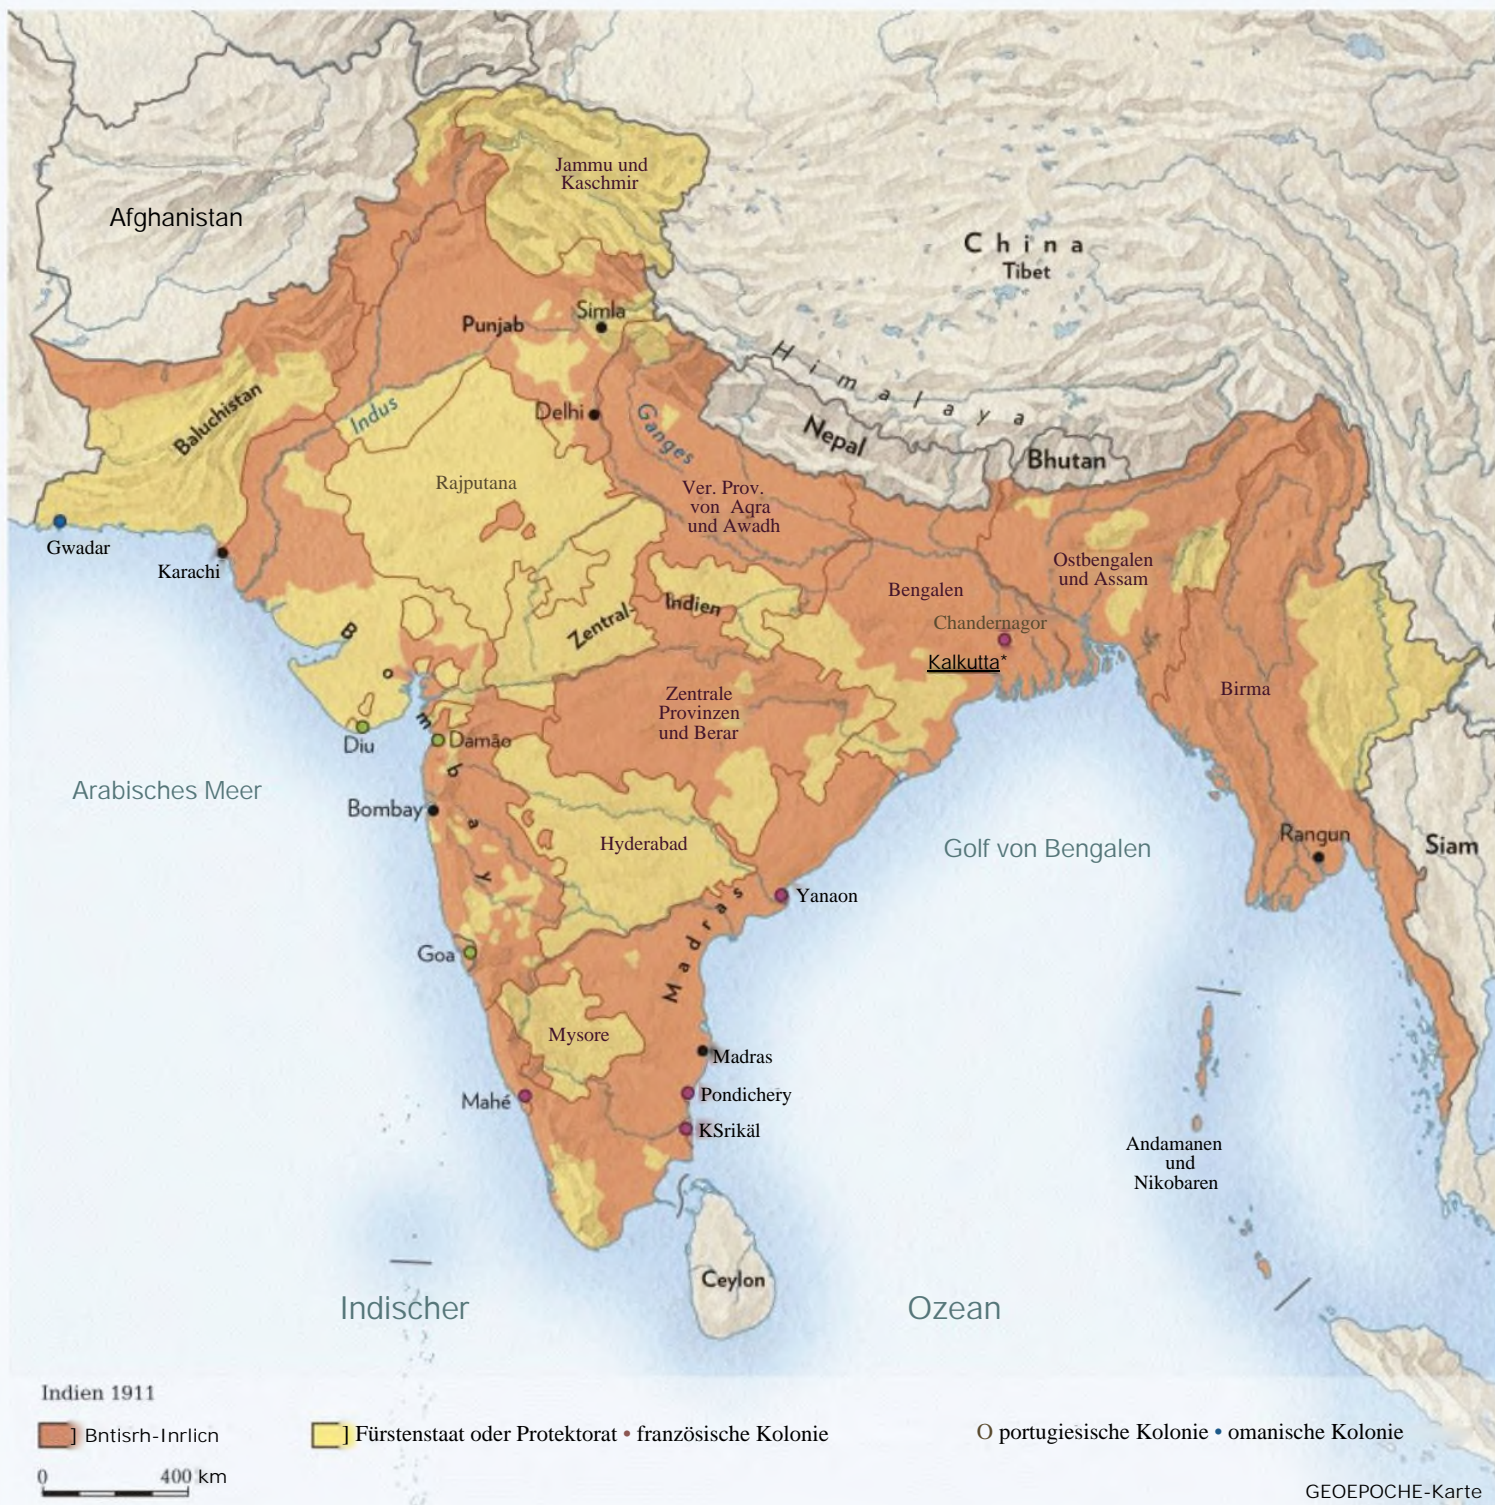 Jammu und
Kaschmir
Afghanistan
China
Tibet
Simla
Punjab
Himalaya
Baluchistan
Indus
Delhi
Ganges
Nepal
Bhutan
Rajputana
Ver. Prov.
von Aqra
und Awadh
Gwadar
Karachi
Ostbengalen
und Assam
Bengalen
Zentral-
Indien
Chandernagor
Kalkutta*
Birma
Zentrale
Provinzen
und Berar
Bombay
Diu
Damão
Arabisches Meer
Bombay
Hyderabad
Golf von Bengalen
Rangun
Siam
Yanaon
Madras
Goa
Mysore
Madras
Mahé
Pondichery
KSrikäl
Andamanen
und
Nikobaren
Ceylon
Indischer
Ozean
Indien 1911
] Bntisrh-Inrlicn
] Fürstenstaat oder Protektorat • französische Kolonie
O portugiesische Kolonie • omanische Kolonie
0 400 km
GEOEPOCHE-Karte